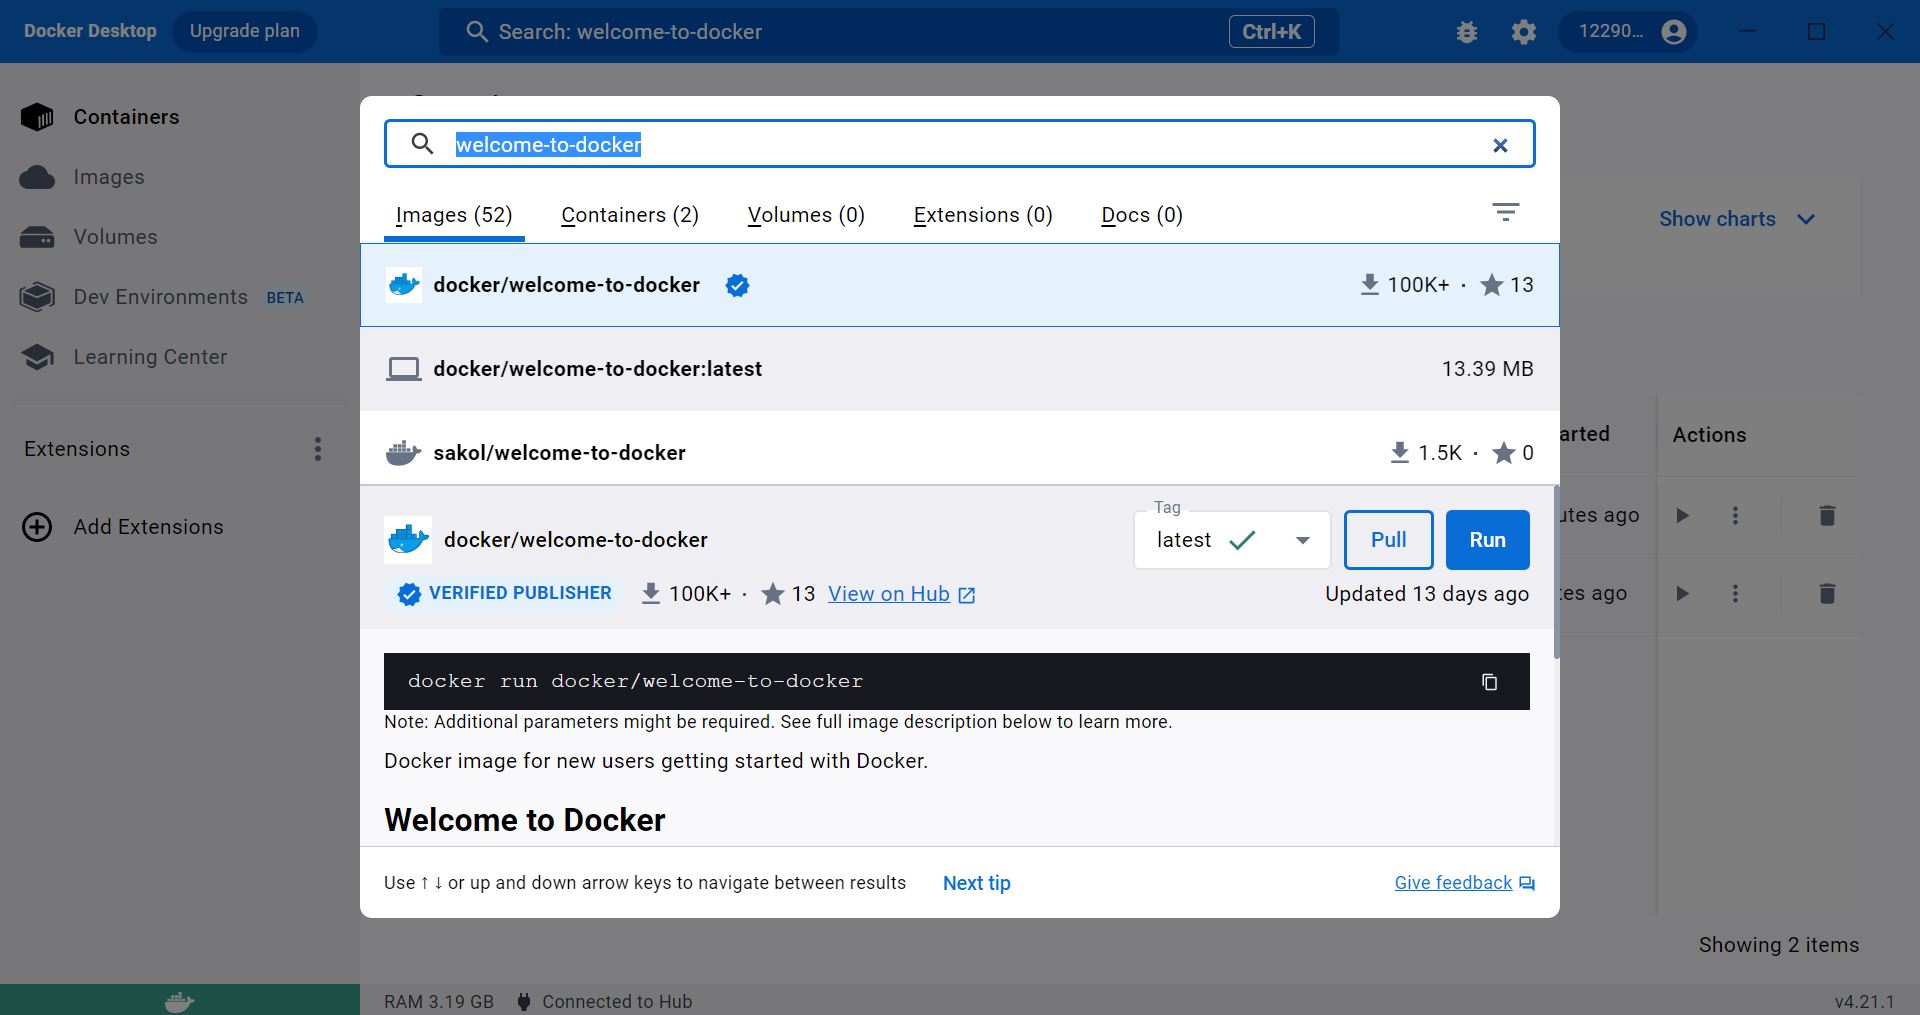 Docker Desktop
Upgrade plan
Search: welcome-to-docker
Ctrl+K
12290...
Containers
Images
Volumes
Dev Environments BETA
Learning Center
Extensions
Add Extensions
welcome-to-docker
Images (52)
Containers (2)
Volumes (0)
Extensions (0)
Docs (0)
Show charts
docker/welcome-to-docker
100K+ · 13
docker/welcome-to-docker:latest
13.39 MB
sakol/welcome-to-docker
1.5K · 0
arted
Actions
utes ago
tes ago
docker/welcome-to-docker
Tag
latest
Pull
Run
VERIFIED PUBLISHER
100K+ · 13
View on Hub
Updated 13 days ago
docker run docker/welcome-to-docker
Note: Additional parameters might be required. See full image description below to learn more.
Docker image for new users getting started with Docker.
Welcome to Docker
Use ↑ ↓ or up and down arrow keys to navigate between results
Next tip
Give feedback
Showing 2 items
RAM 3.19 GB
Connected to Hub
v4.21.1